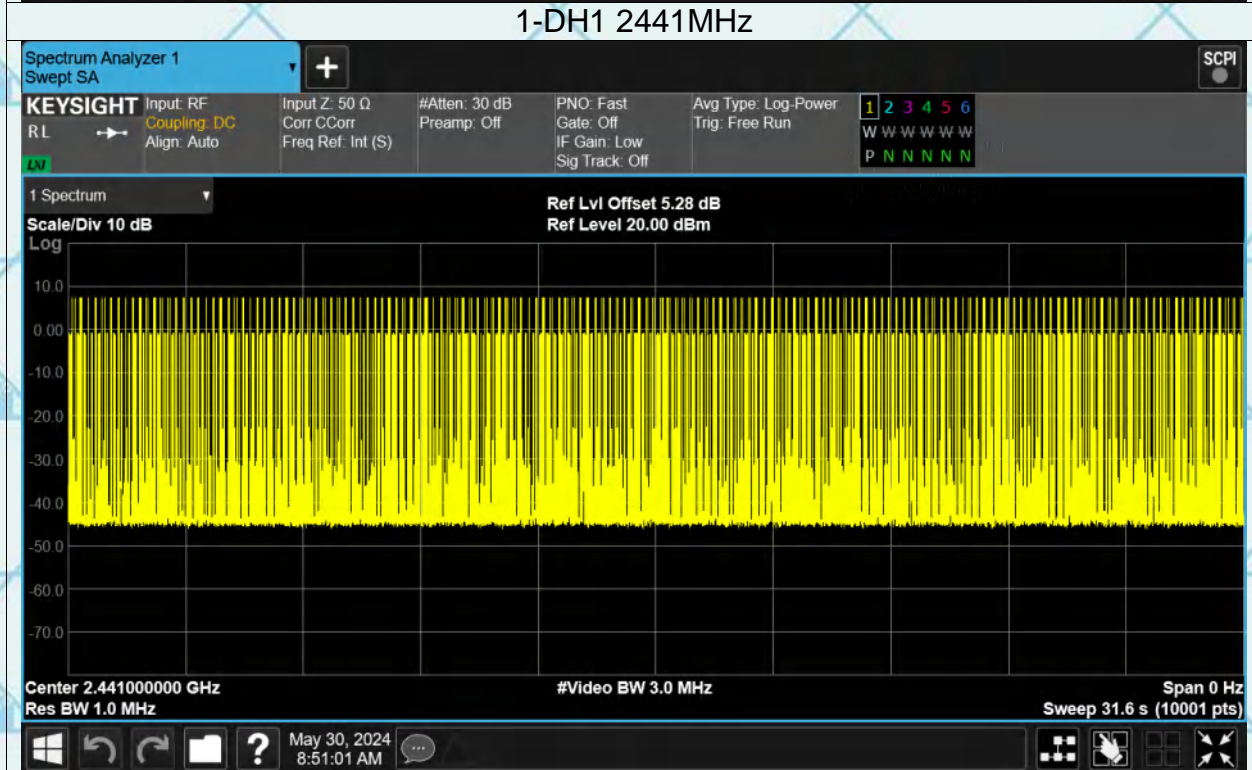 1-DH1 2441MHz
Spectrum Analyzer 1
Swept SA
+
SCPI
KEYSIGHT
RL
LXI
Input: RF
Coupling: DC
Align: Auto
Input Z: 50 Ω
Corr CCorr
Freq Ref: Int (S)
#Atten: 30 dB
Preamp: Off
PNO: Fast
Gate: Off
IF Gain: Low
Sig Track: Off
Avg Type: Log-Power
Trig: Free Run
1 2 3 4 5 6
W W W W W W
P N N N N N
1 Spectrum
Scale/Div 10 dB
Log
Ref Lvl Offset 5.28 dB
Ref Level 20.00 dBm
10.0
0.00
-10.0
-20.0
-30.0
-40.0
-50.0
-60.0
-70.0
Center 2.441000000 GHz
Res BW 1.0 MHz
#Video BW 3.0 MHz
Span 0 Hz
Sweep 31.6 s (10001 pts)
?
May 30, 2024
8:51:01 AM